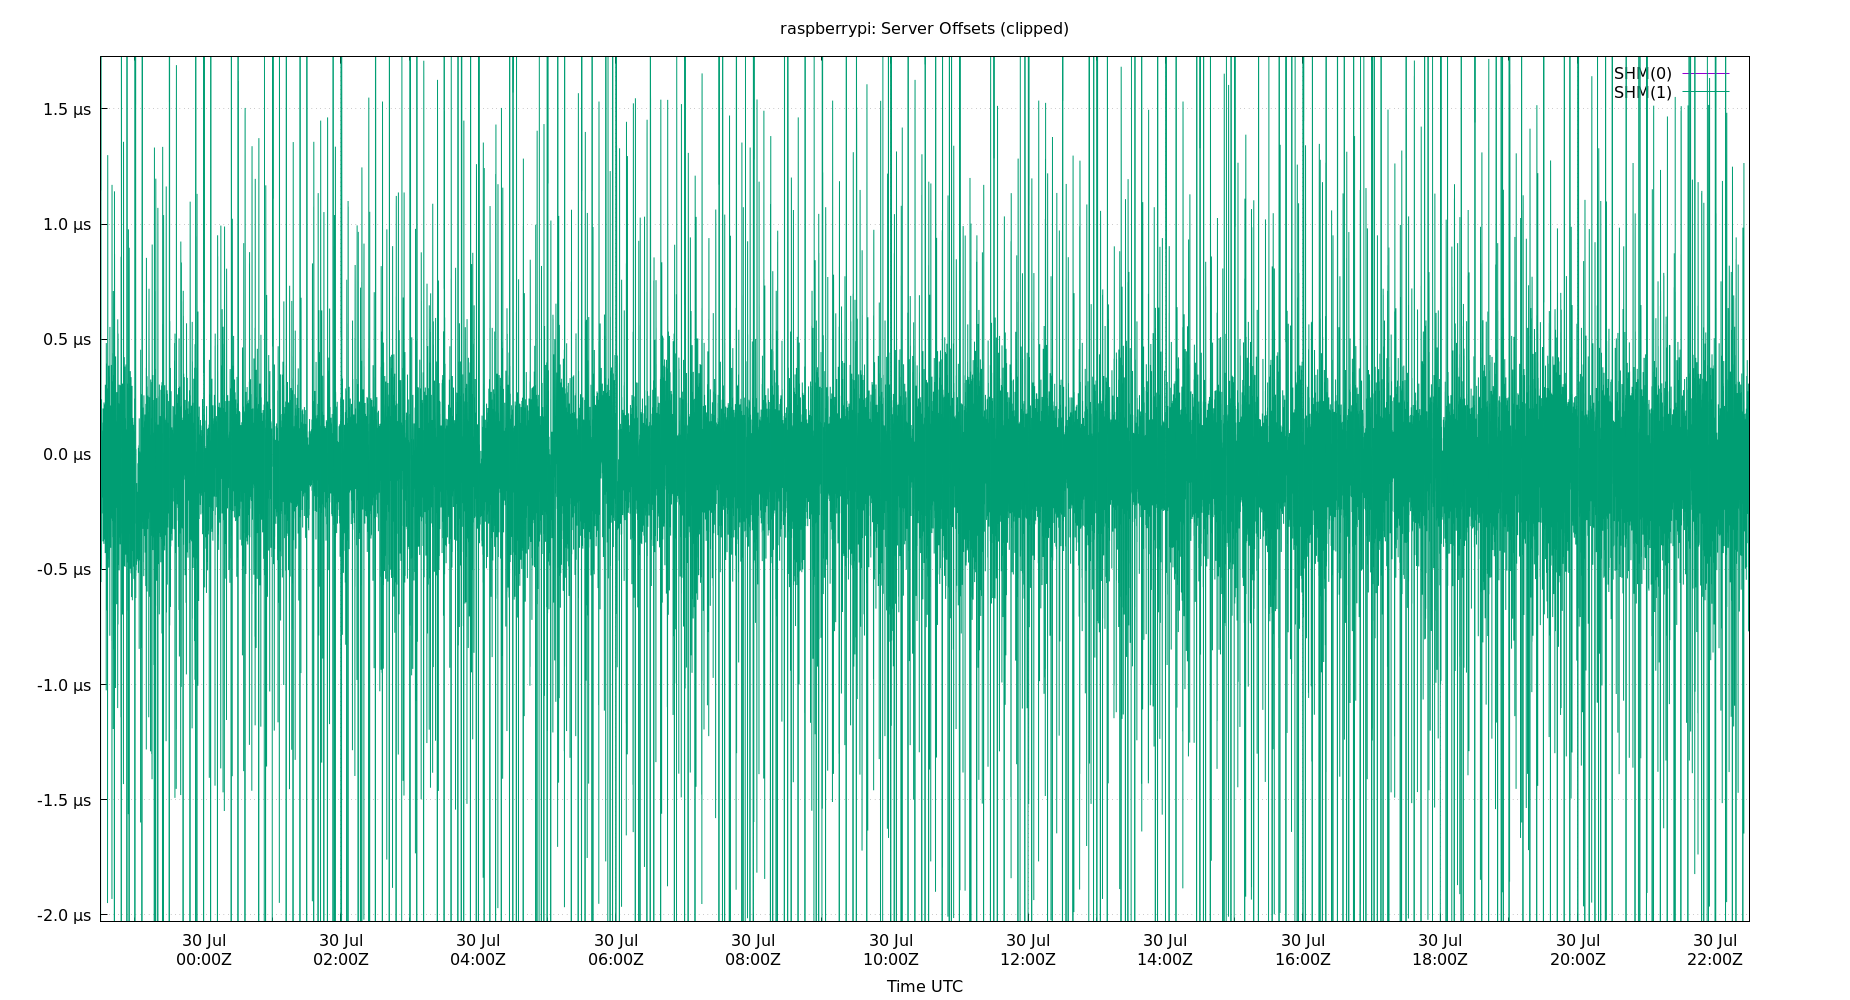 raspberrypi: Server Offsets (clipped)
SHM(0)
SHM(1)
1.5 µs
1.0 µs
0.5 µs
0.0 µs
-0.5 µs
-1.0 µs
-1.5 µs
-2.0 µs
30 Jul 30 Jul 30 Jul 30 Jul 30 Jul 30 Jul 30 Jul 30 Jul 30 Jul 30 Jul 30 Jul 30 Jul
00:00Z 02:00Z 04:00Z 06:00Z 08:00Z 10:00Z 12:00Z 14:00Z 16:00Z 18:00Z 20:00Z 22:00Z
Time UTC